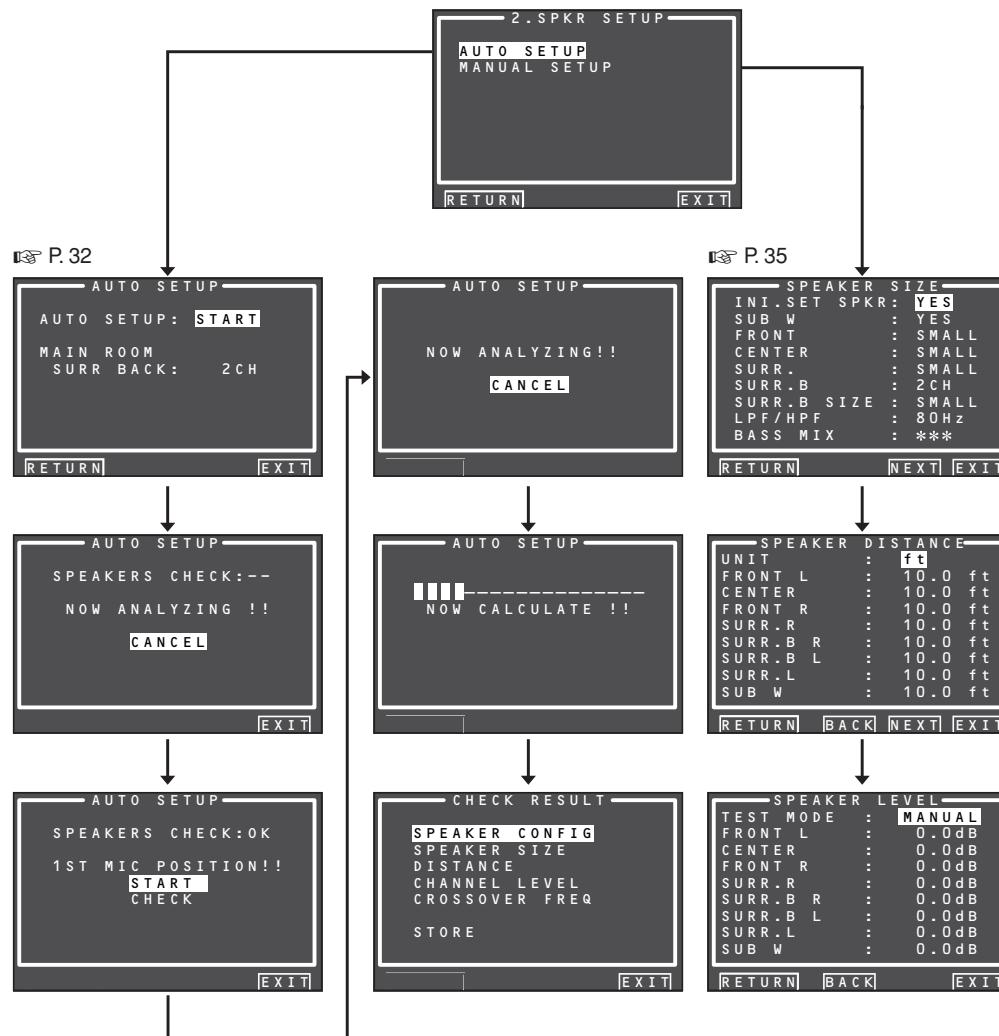 2.SPKR SETUP
AUTO SETUP
MANUAL SETUP
RETURN EXIT
☞ P. 32
AUTO SETUP
AUTO SETUP: START
MAIN ROOM
SURR BACK: 2CH
RETURN EXIT
AUTO SETUP
SPEAKERS CHECK:--
NOW ANALYZING !!
CANCEL
EXIT
AUTO SETUP
SPEAKERS CHECK:OK
1ST MIC POSITION!!
START
CHECK
EXIT
AUTO SETUP
NOW ANALYZING!!
CANCEL
AUTO SETUP
NOW CALCULATE !!
CHECK RESULT
SPEAKER CONFIG
SPEAKER SIZE
DISTANCE
CHANNEL LEVEL
CROSSOVER FREQ
STORE
EXIT
☞ P. 35
SPEAKER SIZE
INI.SET SPKR: YES
SUB W : YES
FRONT : SMALL
CENTER : SMALL
SURR. : SMALL
SURR.B : 2CH
SURR.B SIZE : SMALL
LPF/HPF : 80Hz
BASS MIX : ***
RETURN NEXT EXIT
SPEAKER DISTANCE
UNIT : ft
FRONT L : 10.0 ft
CENTER : 10.0 ft
FRONT R : 10.0 ft
SURR.R : 10.0 ft
SURR.B R : 10.0 ft
SURR.B L : 10.0 ft
SURR.L : 10.0 ft
SUB W : 10.0 ft
RETURN BACK NEXT EXIT
SPEAKER LEVEL
TEST MODE : MANUAL
FRONT L : 0.0dB
CENTER : 0.0dB
FRONT R : 0.0dB
SURR.R : 0.0dB
SURR.B R : 0.0dB
SURR.B L : 0.0dB
SURR.L : 0.0dB
SUB W : 0.0dB
RETURN BACK EXIT